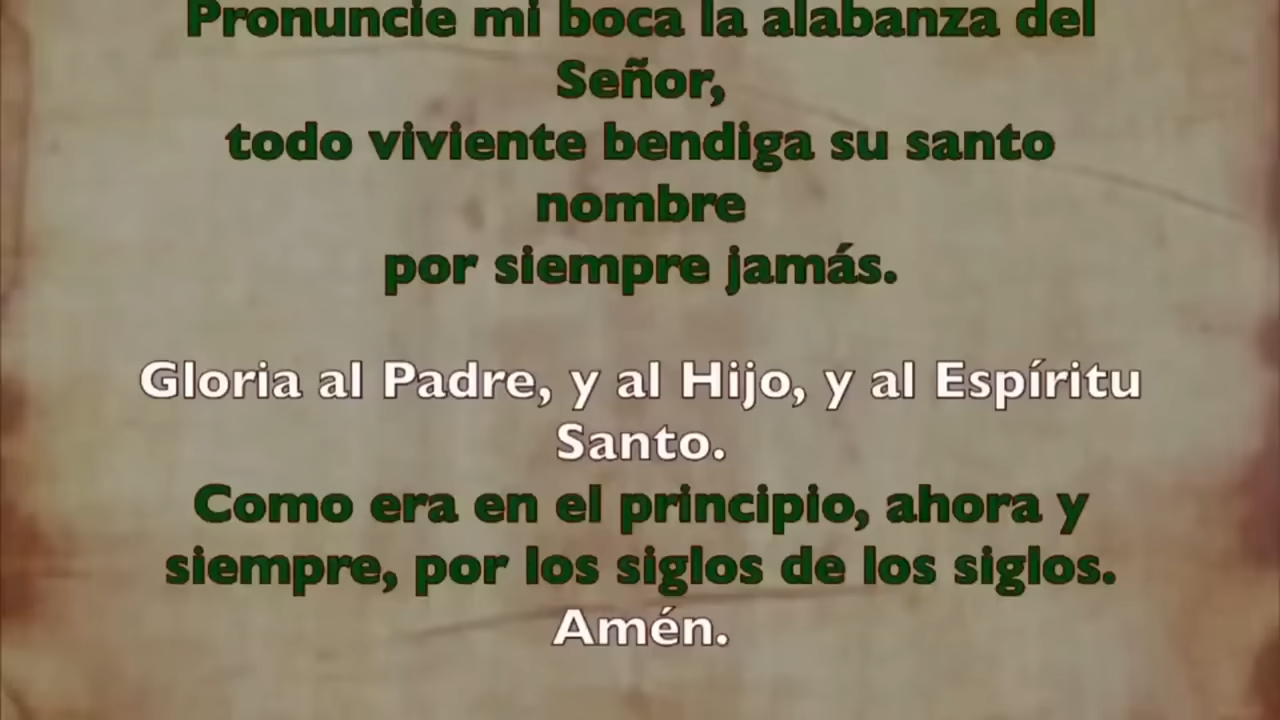 Pronuncie mi boca la alabanza del
Señor,
todo viviente bendiga su santo
nombre
por siempre jamás.
Gloria al Padre, y al Hijo, y al Espíritu
Santo.
Como era en el principio, ahora y
siempre, por los siglos de los siglos.
Amén.